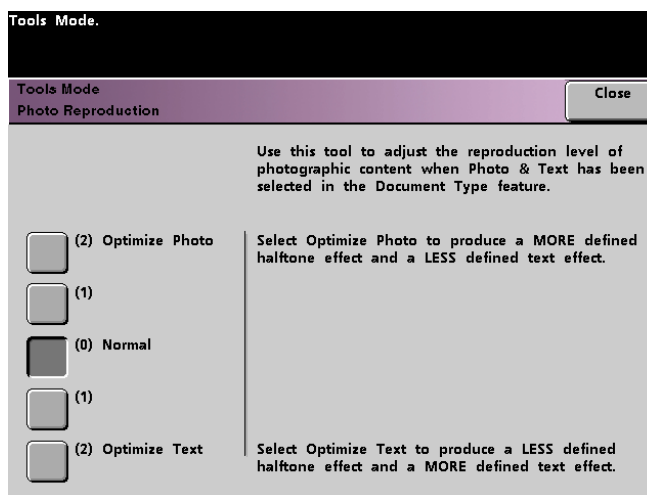 Tools Mode.
Tools Mode
Close
Photo Reproduction
Use this tool to adjust the reproduction level of
photographic content when Photo & Text has been
selected in the Document Type feature.
(2) Optimize Photo
Select Optimize Photo to produce a MORE defined
halftone effect and a LESS defined text effect.
(1)
(0) Normal
(1)
(2) Optimize Text
Select Optimize Text to produce a LESS defined
halftone effect and a MORE defined text effect.